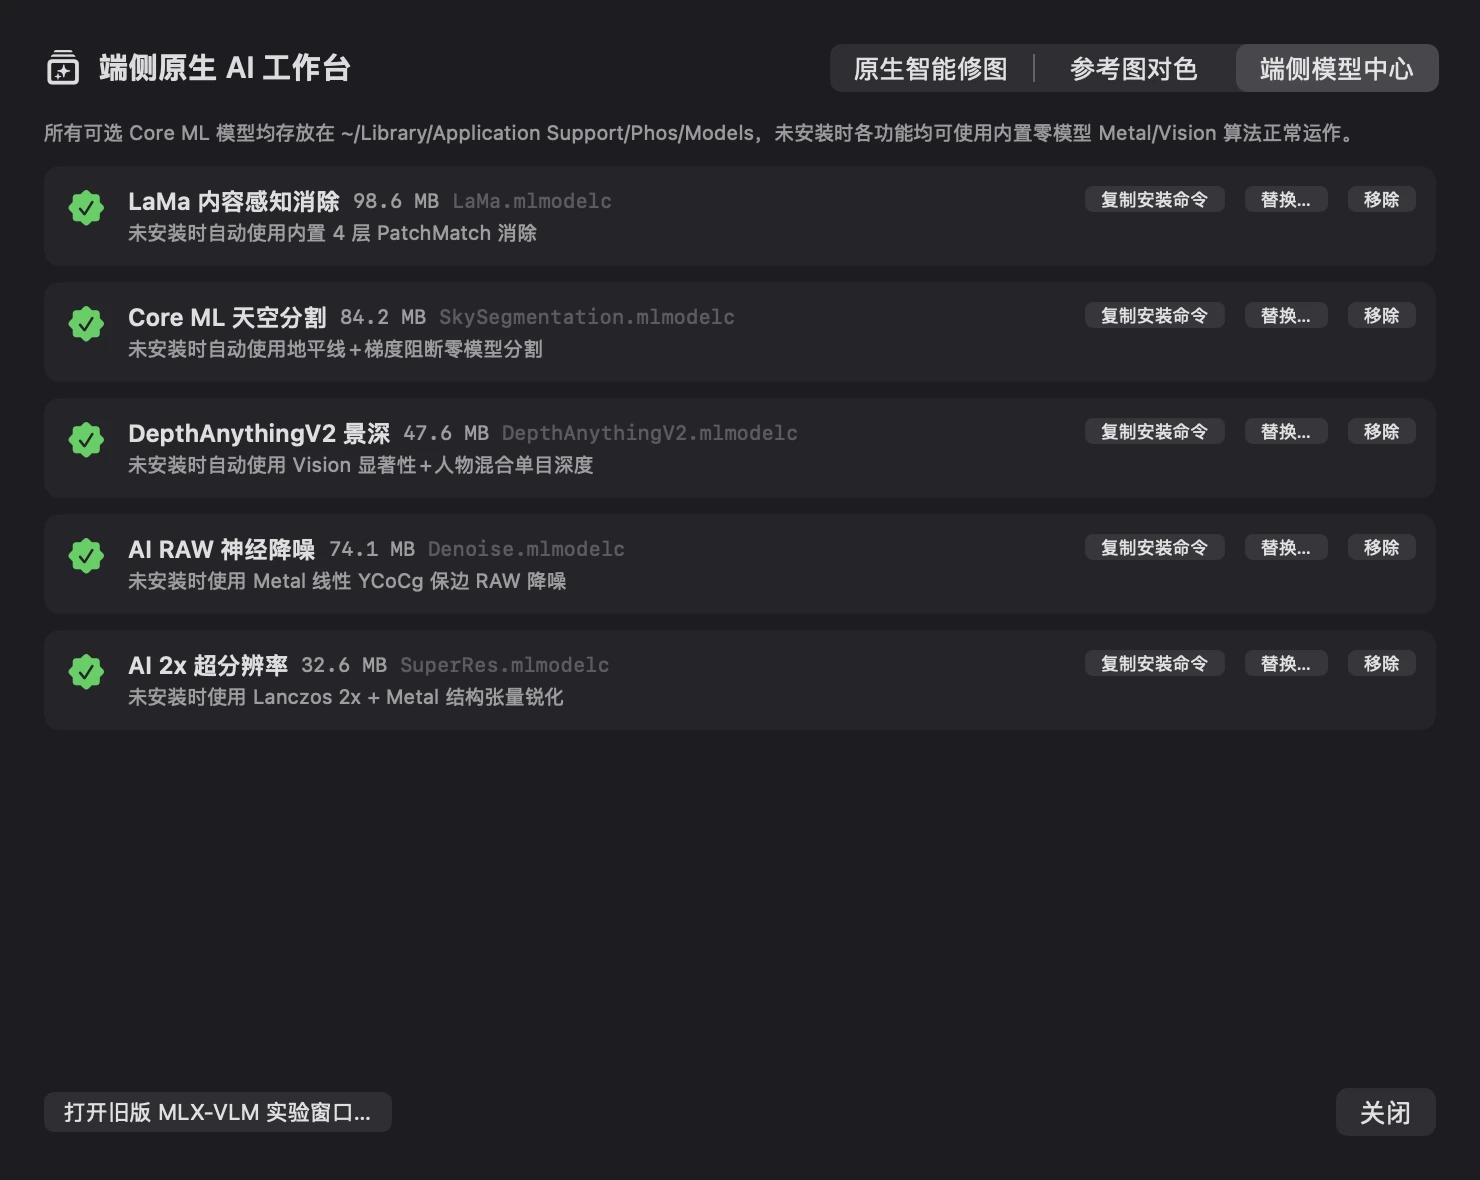 端侧原生 AI 工作台
原生智能修图
参考图对色
端侧模型中心
所有可选 Core ML 模型均存放在 ~/Library/Application Support/Phos/Models，未安装时各功能均可使用内置零模型 Metal/Vision 算法正常运作。
LaMa 内容感知消除 98.6 MB LaMa.mlmodelc
复制安装命令 替换... 移除
未安装时自动使用内置 4 层 PatchMatch 消除
Core ML 天空分割 84.2 MB SkySegmentation.mlmodelc
复制安装命令 替换... 移除
未安装时自动使用地平线+梯度阻断零模型分割
DepthAnythingV2 景深 47.6 MB DepthAnythingV2.mlmodelc
复制安装命令 替换... 移除
未安装时自动使用 Vision 显著性+人物混合单目深度
AI RAW 神经降噪 74.1 MB Denoise.mlmodelc
复制安装命令 替换... 移除
未安装时使用 Metal 线性 YCoCg 保边 RAW 降噪
AI 2x 超分辨率 32.6 MB SuperRes.mlmodelc
复制安装命令 替换... 移除
未安装时使用 Lanczos 2x + Metal 结构张量锐化
打开旧版 MLX-VLM 实验窗口...
关闭